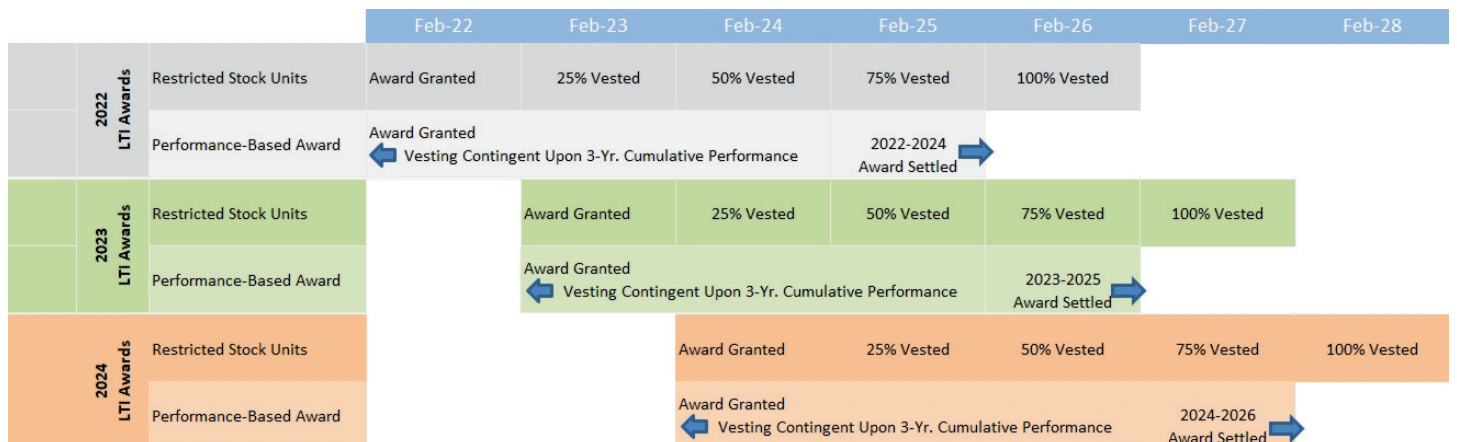 Feb-22 Feb-23 Feb-24 Feb-25 Feb-26 Feb-27 Feb-28
2022
LTI Awards
Restricted Stock Units Award Granted 25% Vested 50% Vested 75% Vested 100% Vested
Performance-Based Award
Award Granted
Vesting Contingent Upon 3-Yr. Cumulative Performance
2022-2024
Award Settled
2023
LTI Awards
Restricted Stock Units Award Granted 25% Vested 50% Vested 75% Vested 100% Vested
Performance-Based Award
Award Granted
Vesting Contingent Upon 3-Yr. Cumulative Performance
2023-2025
Award Settled
2024
LTI Awards
Restricted Stock Units Award Granted 25% Vested 50% Vested 75% Vested 100% Vested
Performance-Based Award
Award Granted
Vesting Contingent Upon 3-Yr. Cumulative Performance
2024-2026
Award Settled